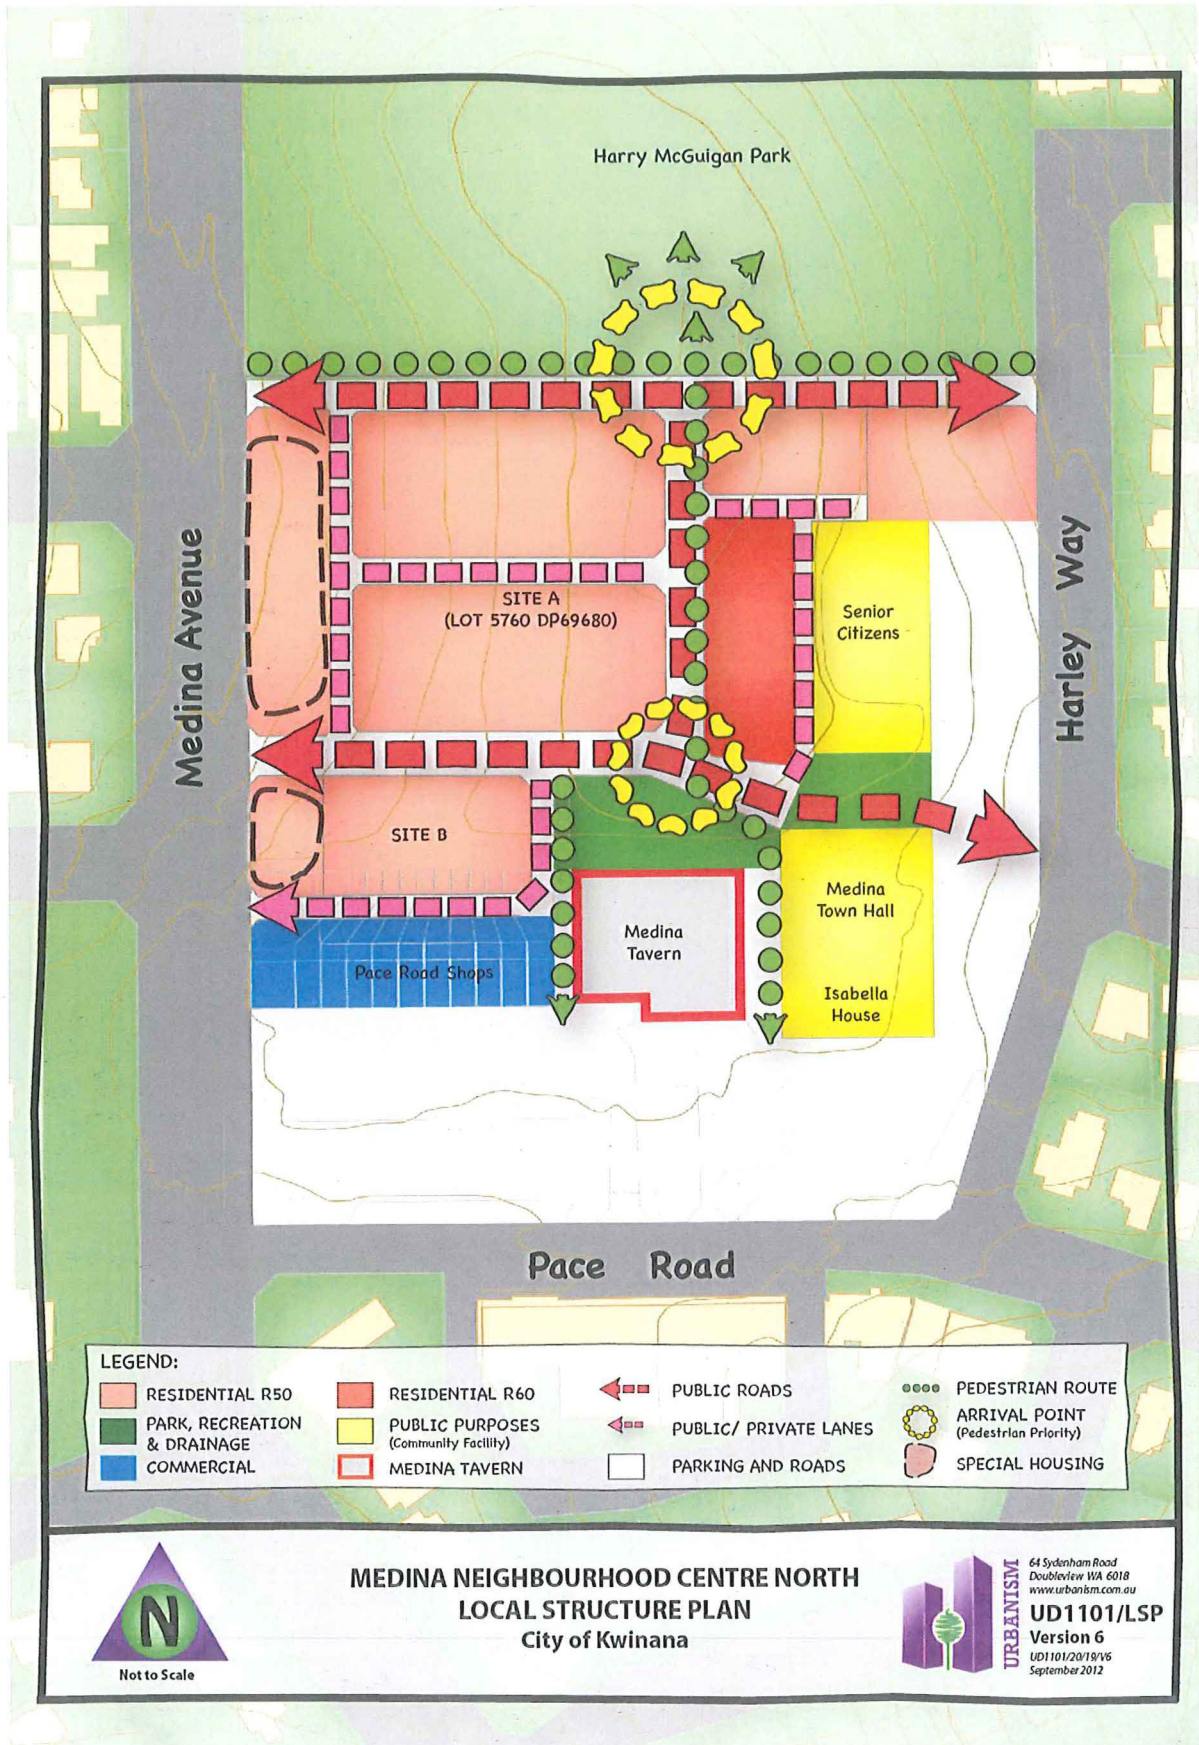 Harry McGuigan Park
Medina Avenue
Harley Way
SITE A
(LOT 5760 DP69680)
Senior
Citizens
SITE B
Medina
Town Hall
Medina
Tavern
Pace Road Shops
Isabella
House
Pace Road
LEGEND:
RESIDENTIAL R50
RESIDENTIAL R60
PUBLIC ROADS
PEDESTRIAN ROUTE
PARK, RECREATION
& DRAINAGE
PUBLIC PURPOSES
(Community Facility)
PUBLIC/ PRIVATE LANES
ARRIVAL POINT
(Pedestrian Priority)
COMMERCIAL
MEDINA TAVERN
PARKING AND ROADS
SPECIAL HOUSING
N
Not to Scale
MEDINA NEIGHBOURHOOD CENTRE NORTH
LOCAL STRUCTURE PLAN
City of Kwinana
URBANISM
64 Sydenham Road
Doubleview WA 6018
www.urbanism.com.au
UD1101/LSP
Version 6
UD1101/20/19/V6
September 2012